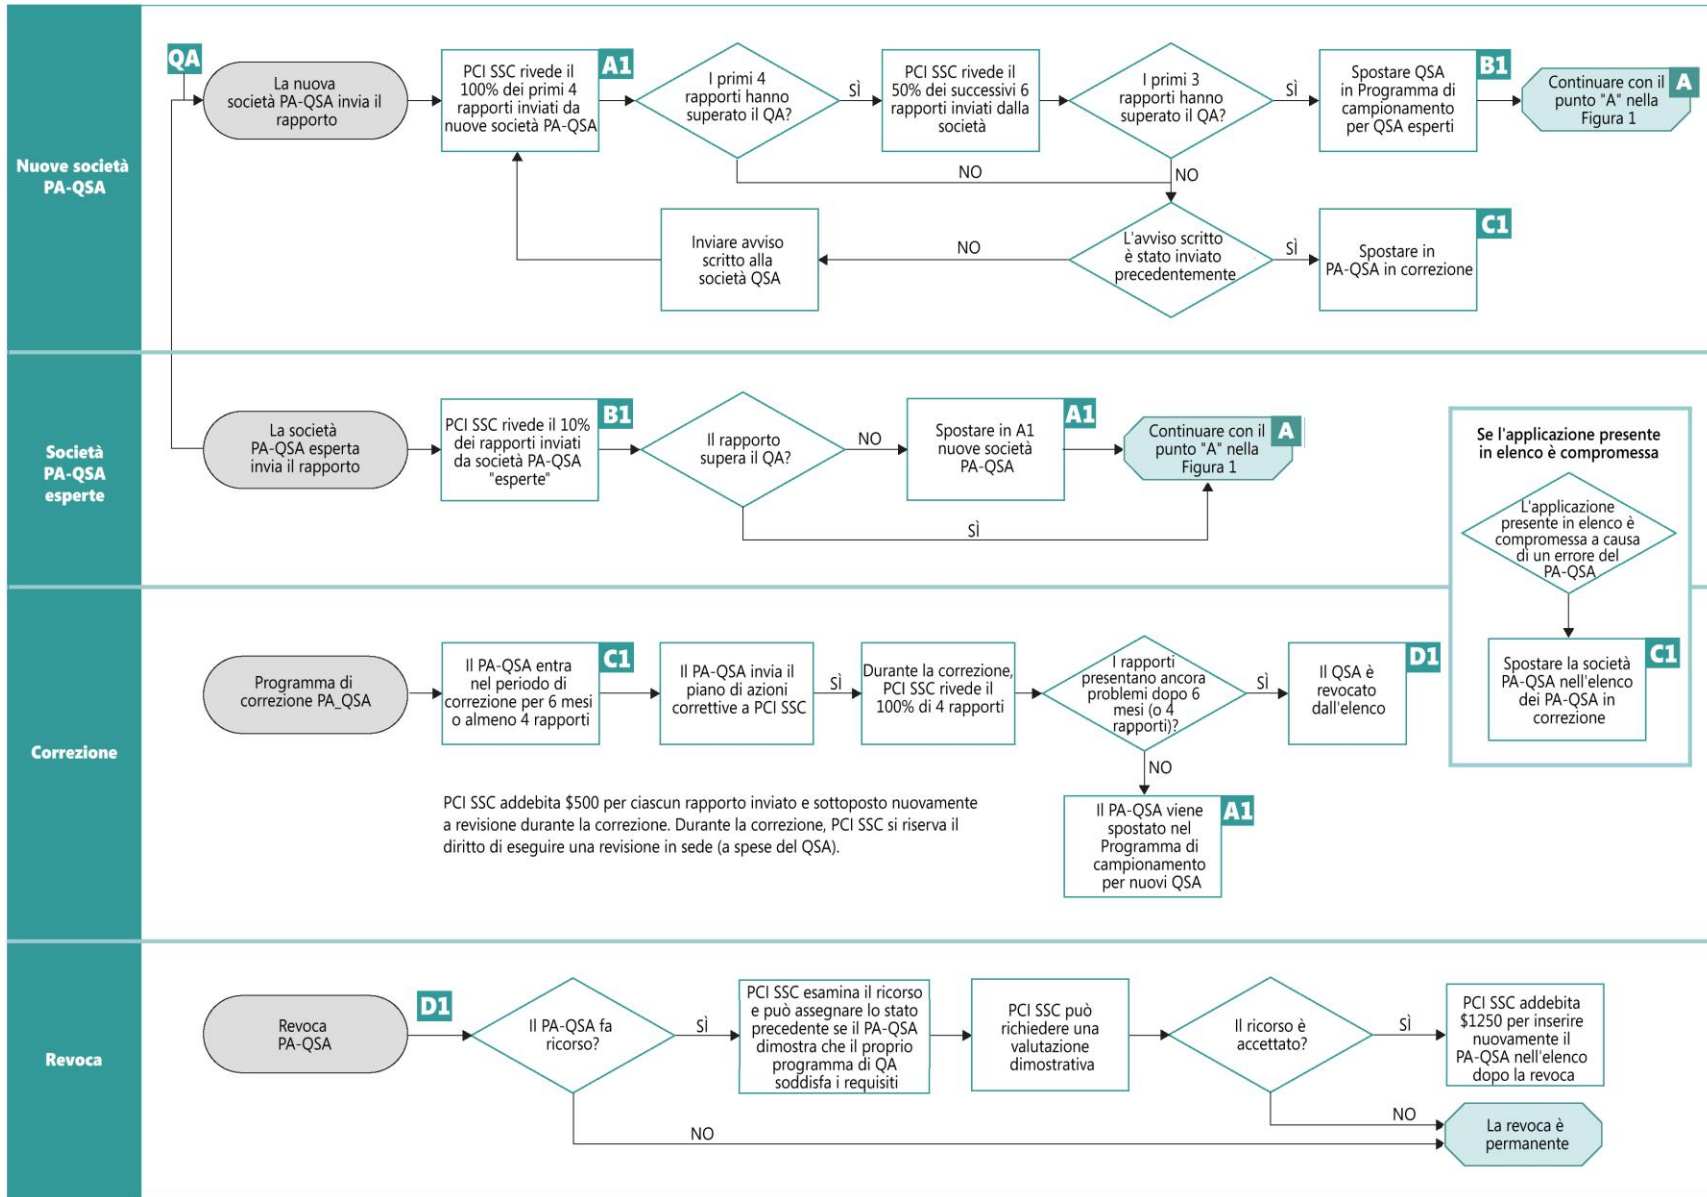 Nuove società
PA-QSA
QA
La nuova
società PA-QSA invia il
rapporto
A1
PCI SSC rivede il
100% dei primi 4
rapporti inviati da
nuove società PA-QSA
I primi 4
rapporti hanno
superato il QA?
SÌ
PCI SSC rivede il
50% dei successivi 6
rapporti inviati dalla
società
I primi 3
rapporti hanno
superato il QA?
SÌ
B1
Spostare QSA
in Programma di
campionamento
per QSA esperti
A
Continuare con il
punto "A" nella
Figura 1
NO
NO
L'avviso scritto
è stato inviato
precedentemente
NO
Inviare avviso
scritto alla
società QSA
SÌ
C1
Spostare in
PA-QSA in correzione
Società
PA-QSA
esperte
La società
PA-QSA esperta
invia il rapporto
B1
PCI SSC rivede il 10%
dei rapporti inviati
da società PA-QSA
"esperte"
Il rapporto
supera il QA?
NO
A1
Spostare in A1
nuove società
PA-QSA
A
Continuare con il
punto "A" nella
Figura 1
SÌ
Se l'applicazione presente
in elenco è compromessa
L'applicazione
presente in elenco è
compromessa a causa
di un errore del
PA-QSA
C1
Spostare la società
PA-QSA nell'elenco
dei PA-QSA in
correzione
Correzione
Programma di
correzione PA_QSA
C1
Il PA-QSA entra
nel periodo di
correzione per 6 mesi
o almeno 4 rapporti
Il PA-QSA invia il
piano di azioni
correttive a PCI SSC
SÌ
Durante la correzione,
PCI SSC rivede il
100% di 4 rapporti
I rapporti
presentano ancora
problemi dopo 6
mesi (o 4
rapporti)?
SÌ
D1
Il QSA è
revocato
dall'elenco
NO
A1
Il PA-QSA viene
spostato nel
Programma di
campionamento
per nuovi QSA
PCI SSC addebita $500 per ciascun rapporto inviato e sottoposto nuovamente
a revisione durante la correzione. Durante la correzione, PCI SSC si riserva il
diritto di eseguire una revisione in sede (a spese del QSA).
Revoca
Revoca
PA-QSA
D1
Il PA-QSA fa
ricorso?
SÌ
PCI SSC esamina il ricorso
e può assegnare lo stato
precedente se il PA-QSA
dimostra che il proprio
programma di QA
soddisfa i requisiti
PCI SSC può
richiedere una
valutazione
dimostrativa
Il ricorso è
accettato?
SÌ
PCI SSC addebita
$1250 per inserire
nuovamente il
PA-QSA nell'elenco
dopo la revoca
NO
NO
La revoca è
permanente